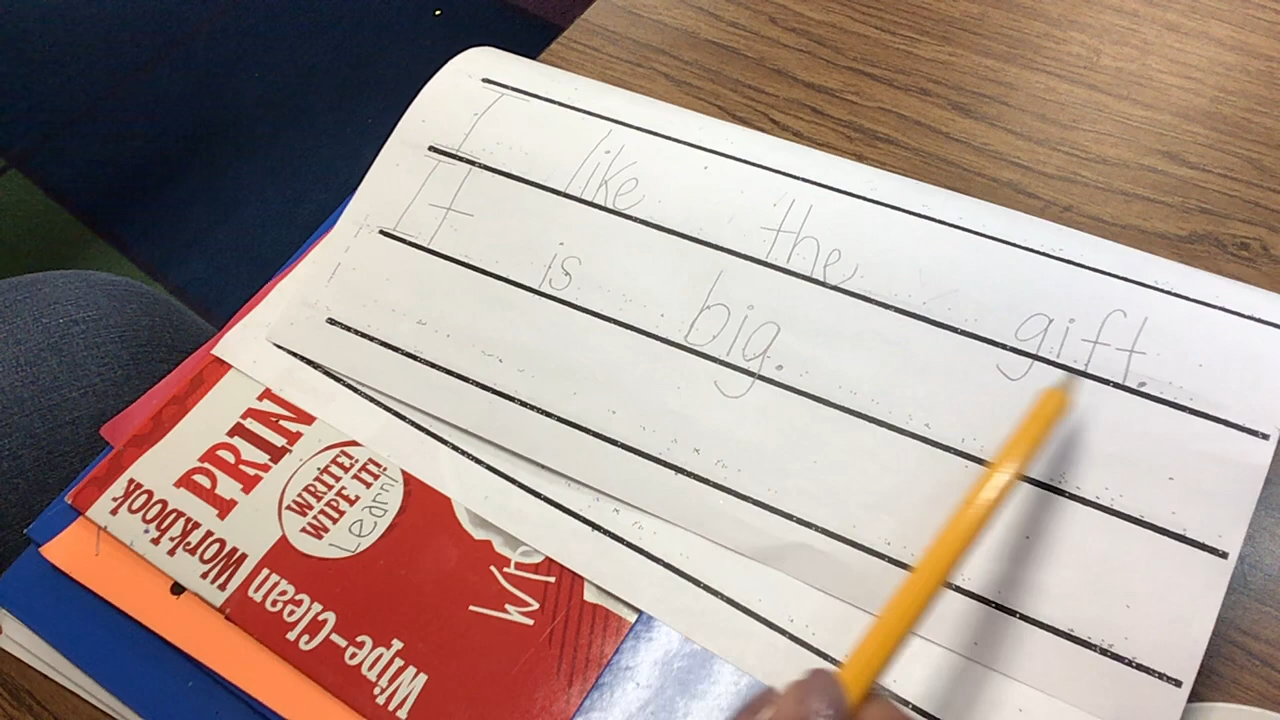 I like the gift.
It is big.
PRIN
WRITE!
WIPE IT!
Learn!
Wipe-Clean Workbook